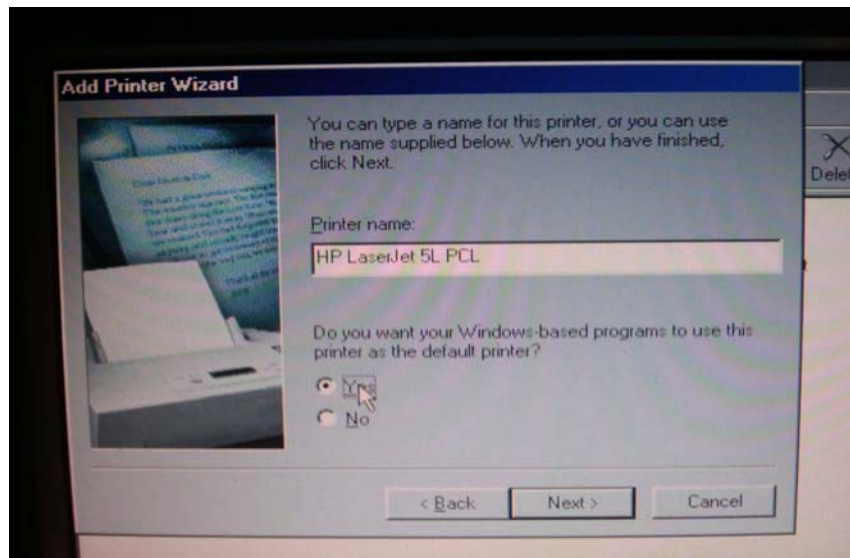 Add Printer Wizard
You can type a name for this printer, or you can use
the name supplied below. When you have finished,
click Next.
Delet
Printer name:
HP LaserJet 5L PCL
Do you want your Windows-based programs to use this
printer as the default printer?
Yes
No
< Back
Next >
Cancel